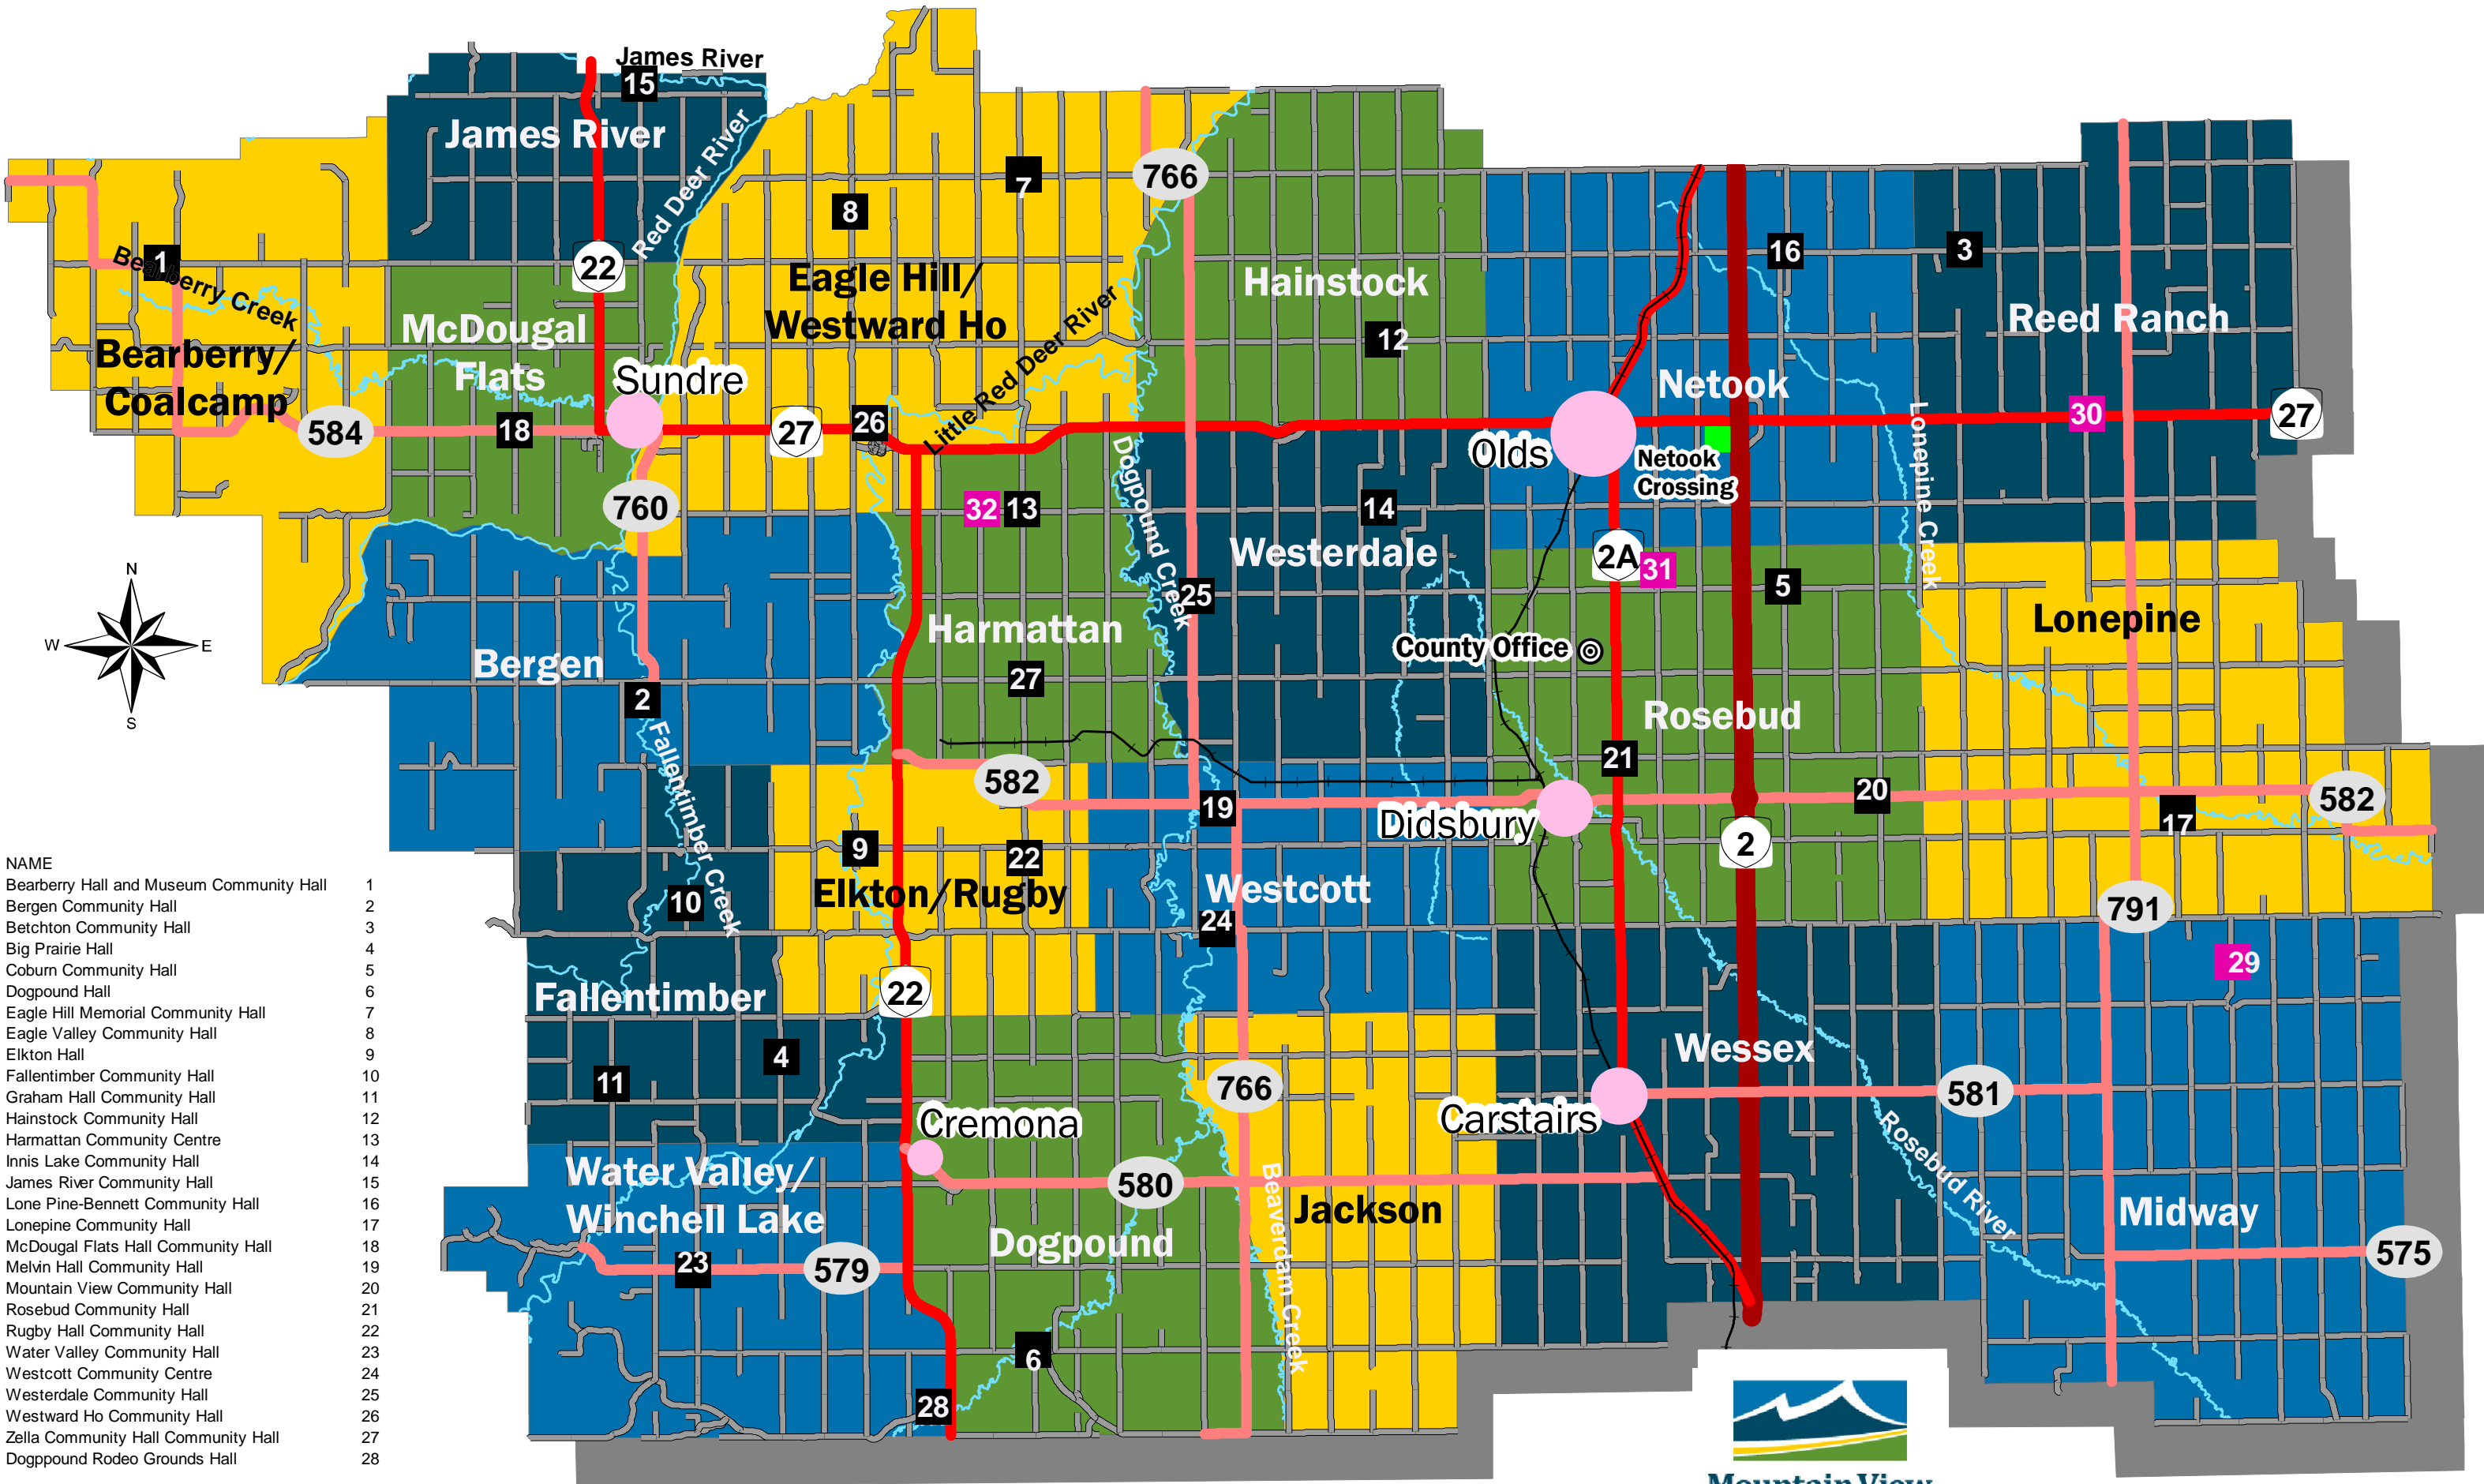 James River
15
James River
Red Deer River
7
766
8
1
Bearberry Creek
22
Eagle Hill/
Westward Ho
Hainstock
16
3
McDougal
Flats
Bearberry/
Coalcamp
Sundre
Little Red Deer River
12
Reed Ranch
Netook
584
18
27
26
Olds
Netook
Crossing
Lonepine Creek
30
27
760
32
13
Dogpound Creek
14
Westerdale
2A
31
5
25
Lonepine
N
W
E
S
Harmattan
County Office
Bergen
27
2
Rosebud
Fallentimber Creek
582
21
19
Didsbury
20
582
17
2
9
22
Elkton/Rugby
Westcott
10
24
791
29
Fallentimber
22
4
11
Wessex
766
581
Cremona
Carstairs
Rosebud River
Water Valley/
Winchell Lake
580
Beaverdam Creek
Jackson
Midway
Dogpound
23
579
575
6
28
NAME
Bearberry Hall and Museum Community Hall 1
Bergen Community Hall 2
Betchton Community Hall 3
Big Prairie Hall 4
Coburn Community Hall 5
Dogpound Hall 6
Eagle Hill Memorial Community Hall 7
Eagle Valley Community Hall 8
Elkton Hall 9
Fallentimber Community Hall 10
Graham Hall Community Hall 11
Hainstock Community Hall 12
Harmattan Community Centre 13
Innis Lake Community Hall 14
James River Community Hall 15
Lone Pine-Bennett Community Hall 16
Lonepine Community Hall 17
McDougal Flats Hall Community Hall 18
Melvin Hall Community Hall 19
Mountain View Community Hall 20
Rosebud Community Hall 21
Rugby Hall Community Hall 22
Water Valley Community Hall 23
Westcott Community Centre 24
Westerdale Community Hall 25
Westward Ho Community Hall 26
Zella Community Hall Community Hall 27
Dogppound Rodeo Grounds Hall 28
Mountain View